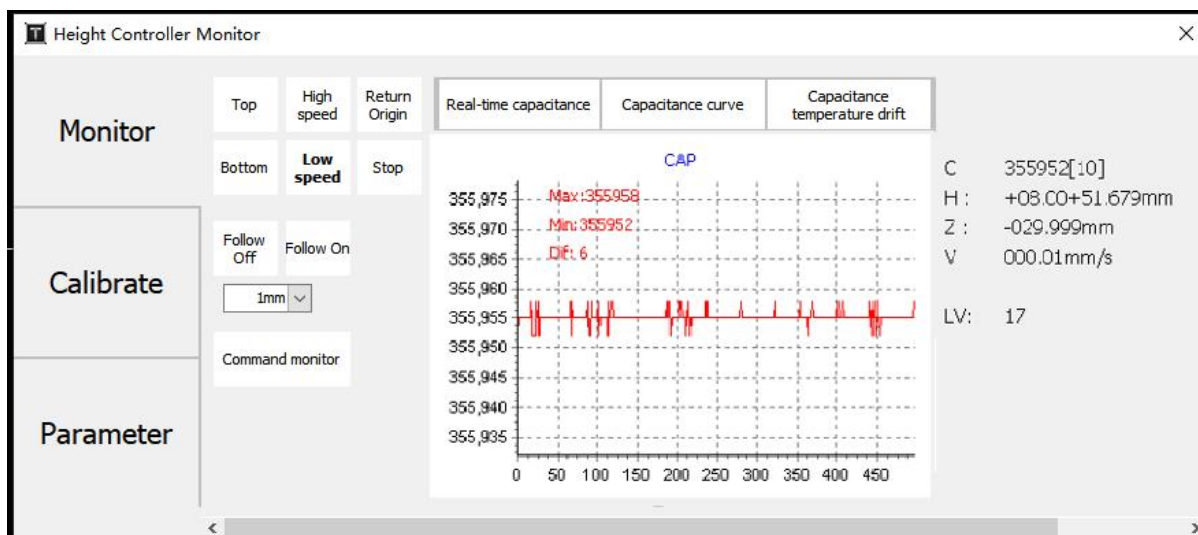 T Height Controller Monitor
Monitor
Calibrate
Parameter
Top
High speed
Return Origin
Bottom
Low speed
Stop
Follow Off
Follow On
1mm
Command monitor
Real-time capacitance
Capacitance curve
Capacitance temperature drift
CAP
Max:355958
Min:355952
Dif: 6
355,975
355,970
355,965
355,960
355,955
355,950
355,945
355,940
355,935
0 50 100 150 200 250 300 350 400 450
C 355952[10]
H : +08.00+51.679mm
Z : -029.999mm
V 000.01mm/s
LV: 17